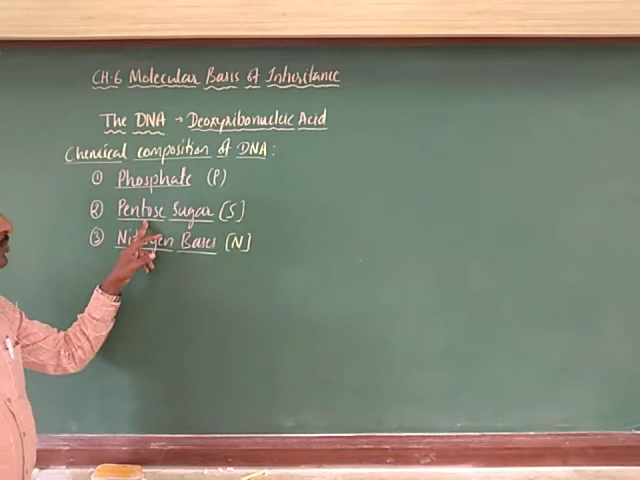 CH.6 Molecular Basis of Inheritance
The DNA → Deoxyribonucleic Acid
Chemical composition of DNA:
① Phosphate (P)
② Pentose Sugar [S]
③ Nitrogen Bases [N]